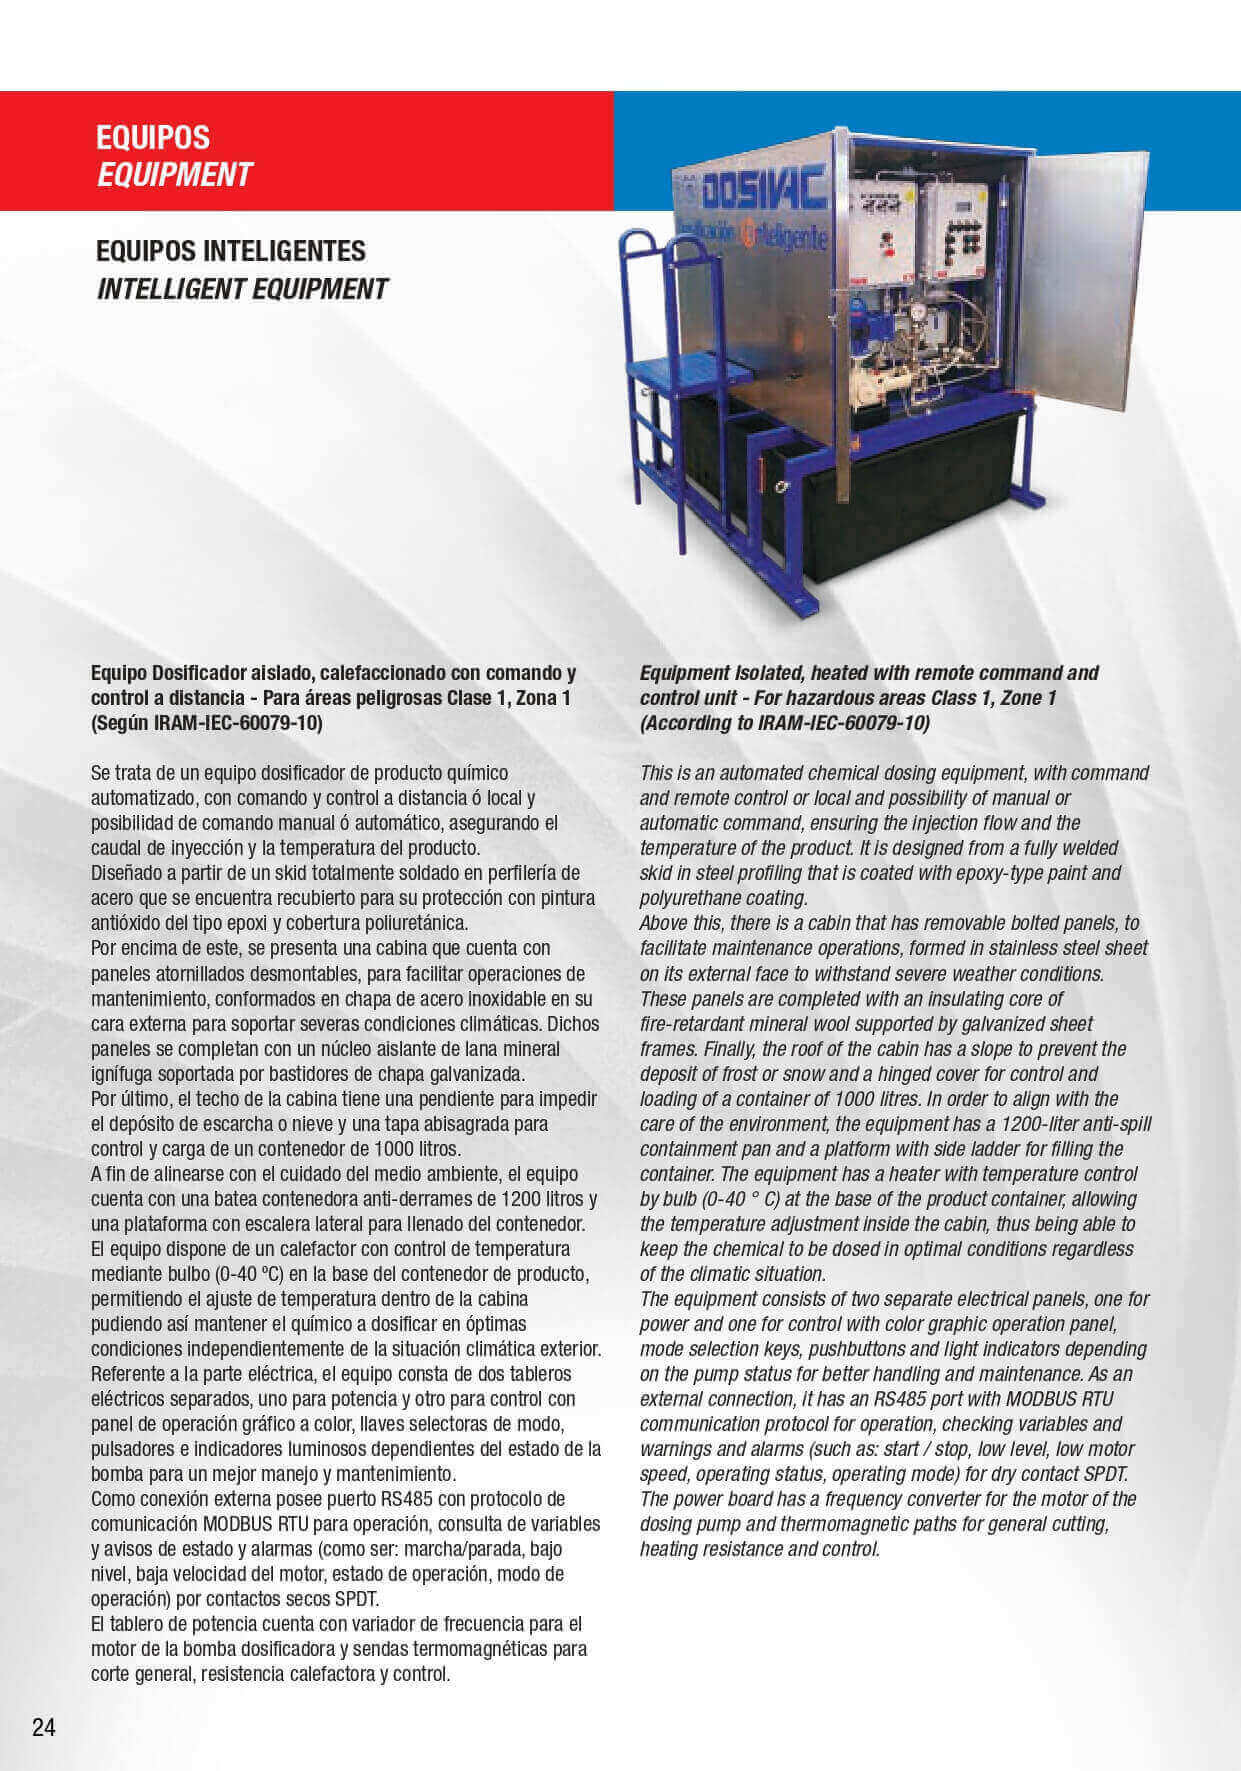 EQUIPOS
EQUIPMENT
EQUIPOS INTELIGENTES
INTELLIGENT EQUIPMENT
DOSIVAC
inteligente
Equipo Dosificador aislado, calefaccionado con comando y
control a distancia - Para áreas peligrosas Clase 1, Zona 1
(Según IRAM-IEC-60079-10)
Se trata de un equipo dosificador de producto químico
automatizado, con comando y control a distancia ó local y
posibilidad de comando manual ó automático, asegurando el
caudal de inyección y la temperatura del producto.
Diseñado a partir de un skid totalmente soldado en perfilería de
acero que se encuentra recubierto para su protección con pintura
antióxido del tipo epoxi y cobertura poliuretánica.
Por encima de este, se presenta una cabina que cuenta con
paneles atornillados desmontables, para facilitar operaciones de
mantenimiento, conformados en chapa de acero inoxidable en su
cara externa para soportar severas condiciones climáticas. Dichos
paneles se completan con un núcleo aislante de lana mineral
ignífuga soportada por bastidores de chapa galvanizada.
Por último, el techo de la cabina tiene una pendiente para impedir
el depósito de escarcha o nieve y una tapa abisagrada para
control y carga de un contenedor de 1000 litros.
A fin de alinearse con el cuidado del medio ambiente, el equipo
cuenta con una batea contenedora anti-derrames de 1200 litros y
una plataforma con escalera lateral para llenado del contenedor.
El equipo dispone de un calefactor con control de temperatura
mediante bulbo (0-40 ºC) en la base del contenedor de producto,
permitiendo el ajuste de temperatura dentro de la cabina
pudiendo así mantener el químico a dosificar en óptimas
condiciones independientemente de la situación climática exterior.
Referente a la parte eléctrica, el equipo consta de dos tableros
eléctricos separados, uno para potencia y otro para control con
panel de operación gráfico a color, llaves selectoras de modo,
pulsadores e indicadores luminosos dependientes del estado de la
bomba para un mejor manejo y mantenimiento.
Como conexión externa posee puerto RS485 con protocolo de
comunicación MODBUS RTU para operación, consulta de variables
y avisos de estado y alarmas (como ser: marcha/parada, bajo
nivel, baja velocidad del motor, estado de operación, modo de
operación) por contactos secos SPDT.
El tablero de potencia cuenta con variador de frecuencia para el
motor de la bomba dosificadora y sendas termomagnéticas para
corte general, resistencia calefactora y control.
Equipment Isolated, heated with remote command and
control unit - For hazardous areas Class 1, Zone 1
(According to IRAM-IEC-60079-10)
This is an automated chemical dosing equipment, with command
and remote control or local and possibility of manual or
automatic command, ensuring the injection flow and the
temperature of the product. It is designed from a fully welded
skid in steel profiling that is coated with epoxy-type paint and
polyurethane coating.
Above this, there is a cabin that has removable bolted panels, to
facilitate maintenance operations, formed in stainless steel sheet
on its external face to withstand severe weather conditions.
These panels are completed with an insulating core of
fire-retardant mineral wool supported by galvanized sheet
frames. Finally, the roof of the cabin has a slope to prevent the
deposit of frost or snow and a hinged cover for control and
loading of a container of 1000 litres. In order to align with the
care of the environment, the equipment has a 1200-liter anti-spill
containment pan and a platform with side ladder for filling the
container. The equipment has a heater with temperature control
by bulb (0-40 ° C) at the base of the product container, allowing
the temperature adjustment inside the cabin, thus being able to
keep the chemical to be dosed in optimal conditions regardless
of the climatic situation.
The equipment consists of two separate electrical panels, one for
power and one for control with color graphic operation panel,
mode selection keys, pushbuttons and light indicators depending
on the pump status for better handling and maintenance. As an
external connection, it has an RS485 port with MODBUS RTU
communication protocol for operation, checking variables and
warnings and alarms (such as: start / stop, low level, low motor
speed, operating status, operating mode) for dry contact SPDT.
The power board has a frequency converter for the motor of the
dosing pump and thermomagnetic paths for general cutting,
heating resistance and control.
24